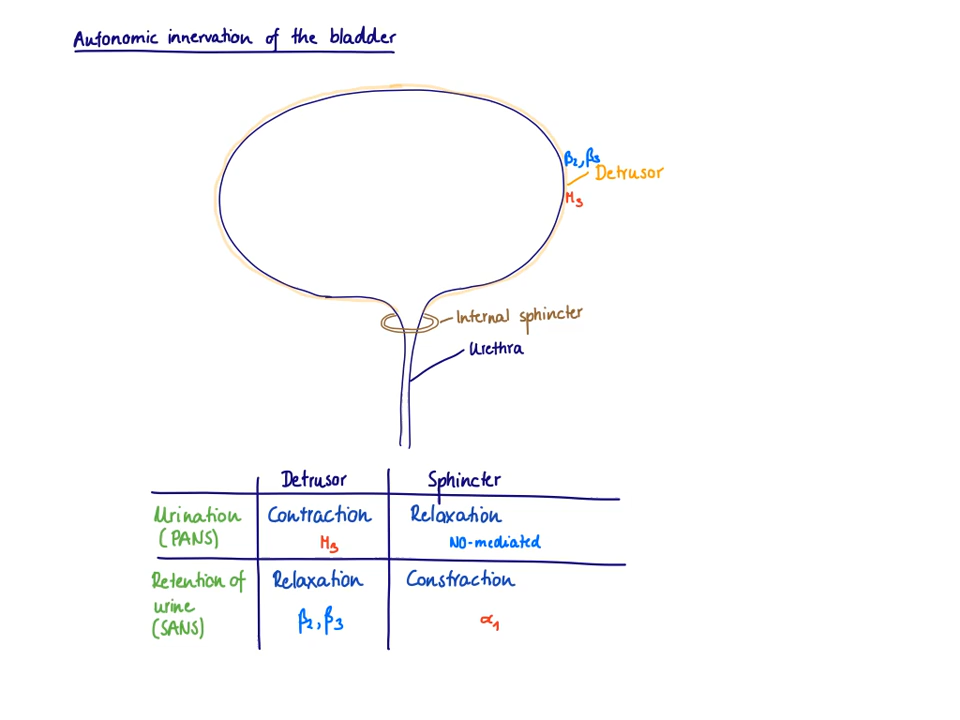 Autonomic innervation of the bladder
β2, β3
Detrusor
M3
Internal sphincter
Urethra
Detrusor Sphincter
Urination Contraction Relaxation
(PANS) M3 NO-mediated
Retention of Relaxation Constraction
urine β2, β3 α1
(SANS)